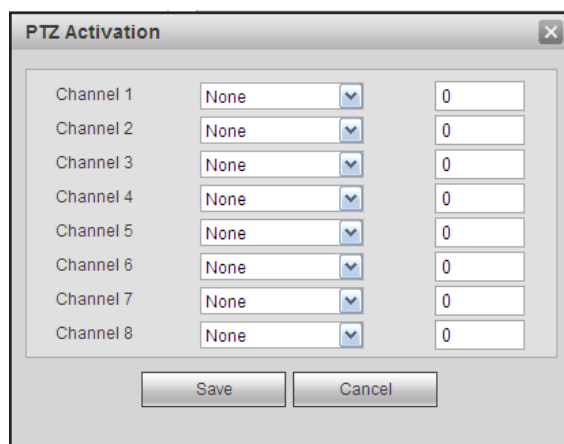 PTZ Activation
Channel 1 None 0
Channel 2 None 0
Channel 3 None 0
Channel 4 None 0
Channel 5 None 0
Channel 6 None 0
Channel 7 None 0
Channel 8 None 0
Save Cancel